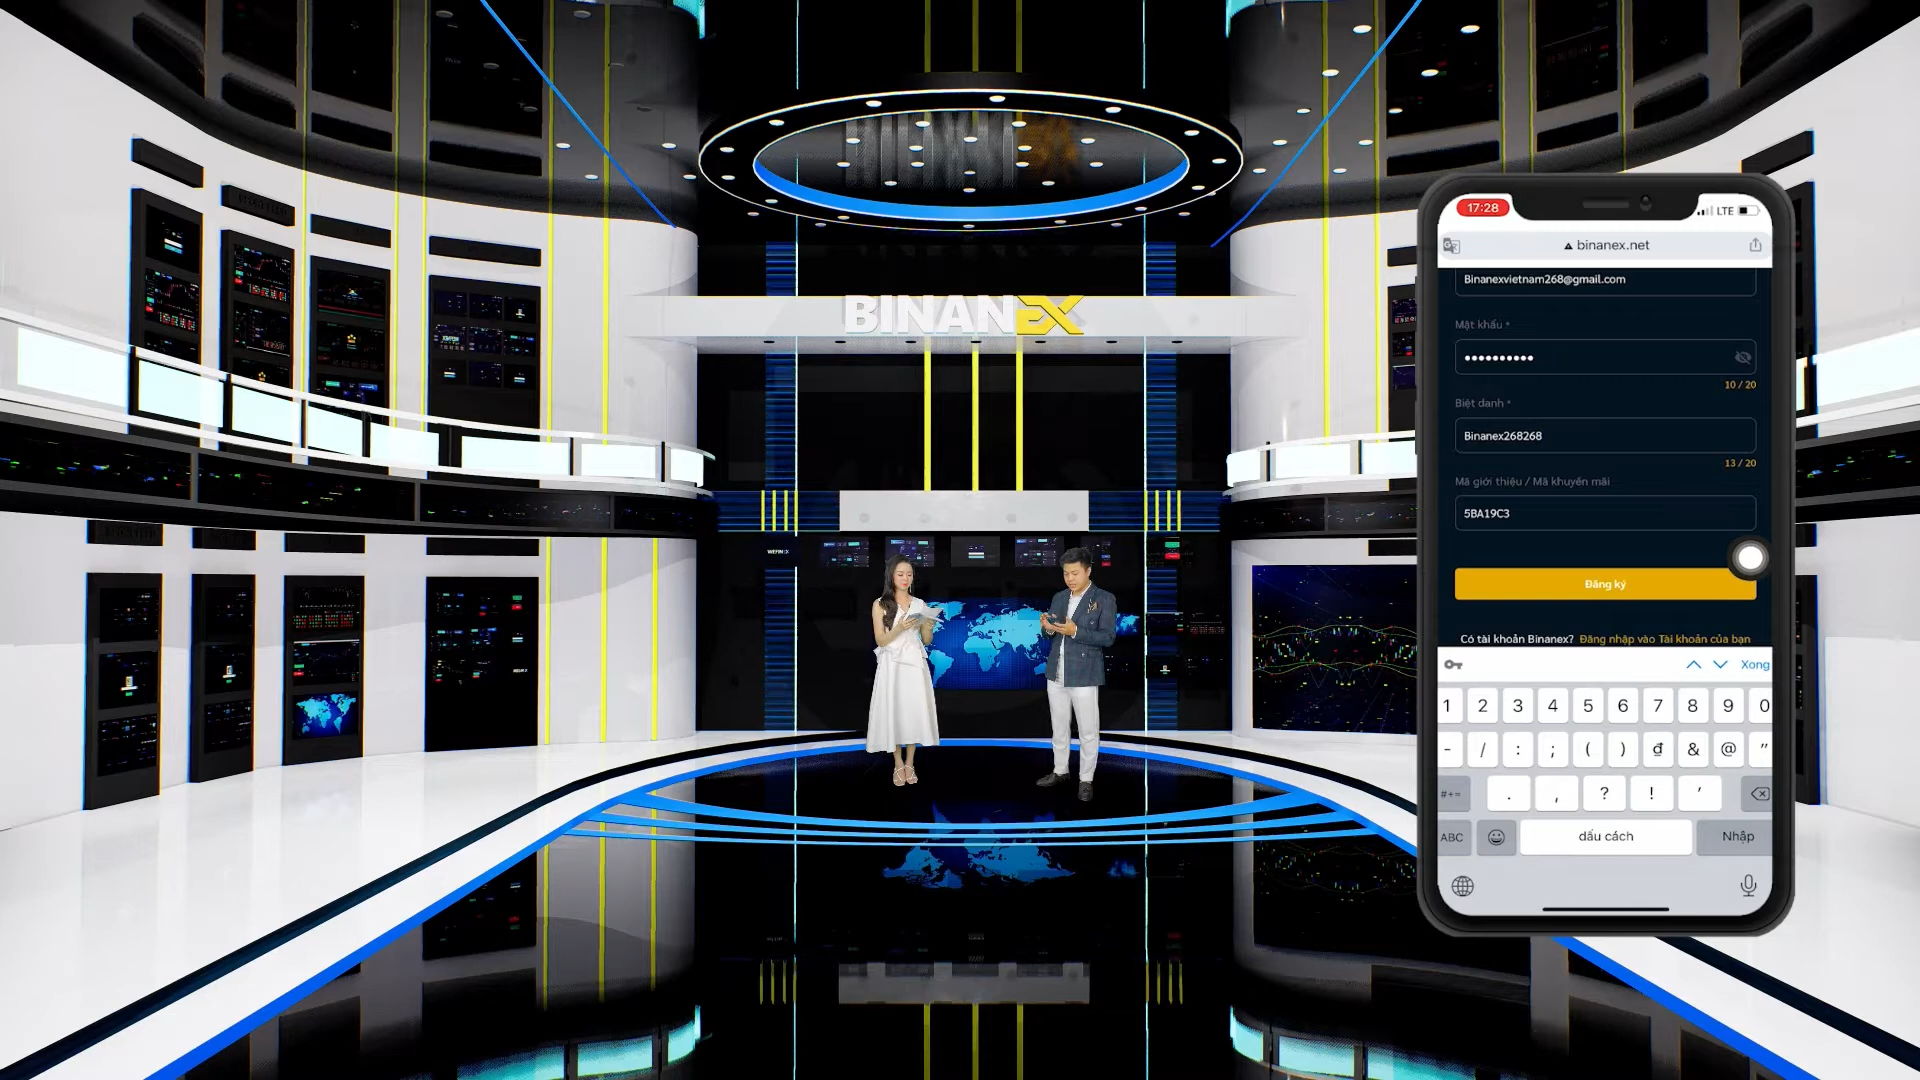 BINANEX
WEFINEX
17:28
LTE
binanex.net
Binanexvietnam268@gmail.com
Mật khẩu *
••••••••••
10 / 20
Biệt danh *
Binanex268268
13 / 20
Mã giới thiệu / Mã khuyến mãi
5BA19C3
Đăng ký
Có tài khoản Binanex? Đăng nhập vào Tài khoản của bạn
Xong
1 2 3 4 5 6 7 8 9 0
- / : ; ( ) ₫ & @ "
#+= . , ? ! ’
ABC dấu cách Nhập